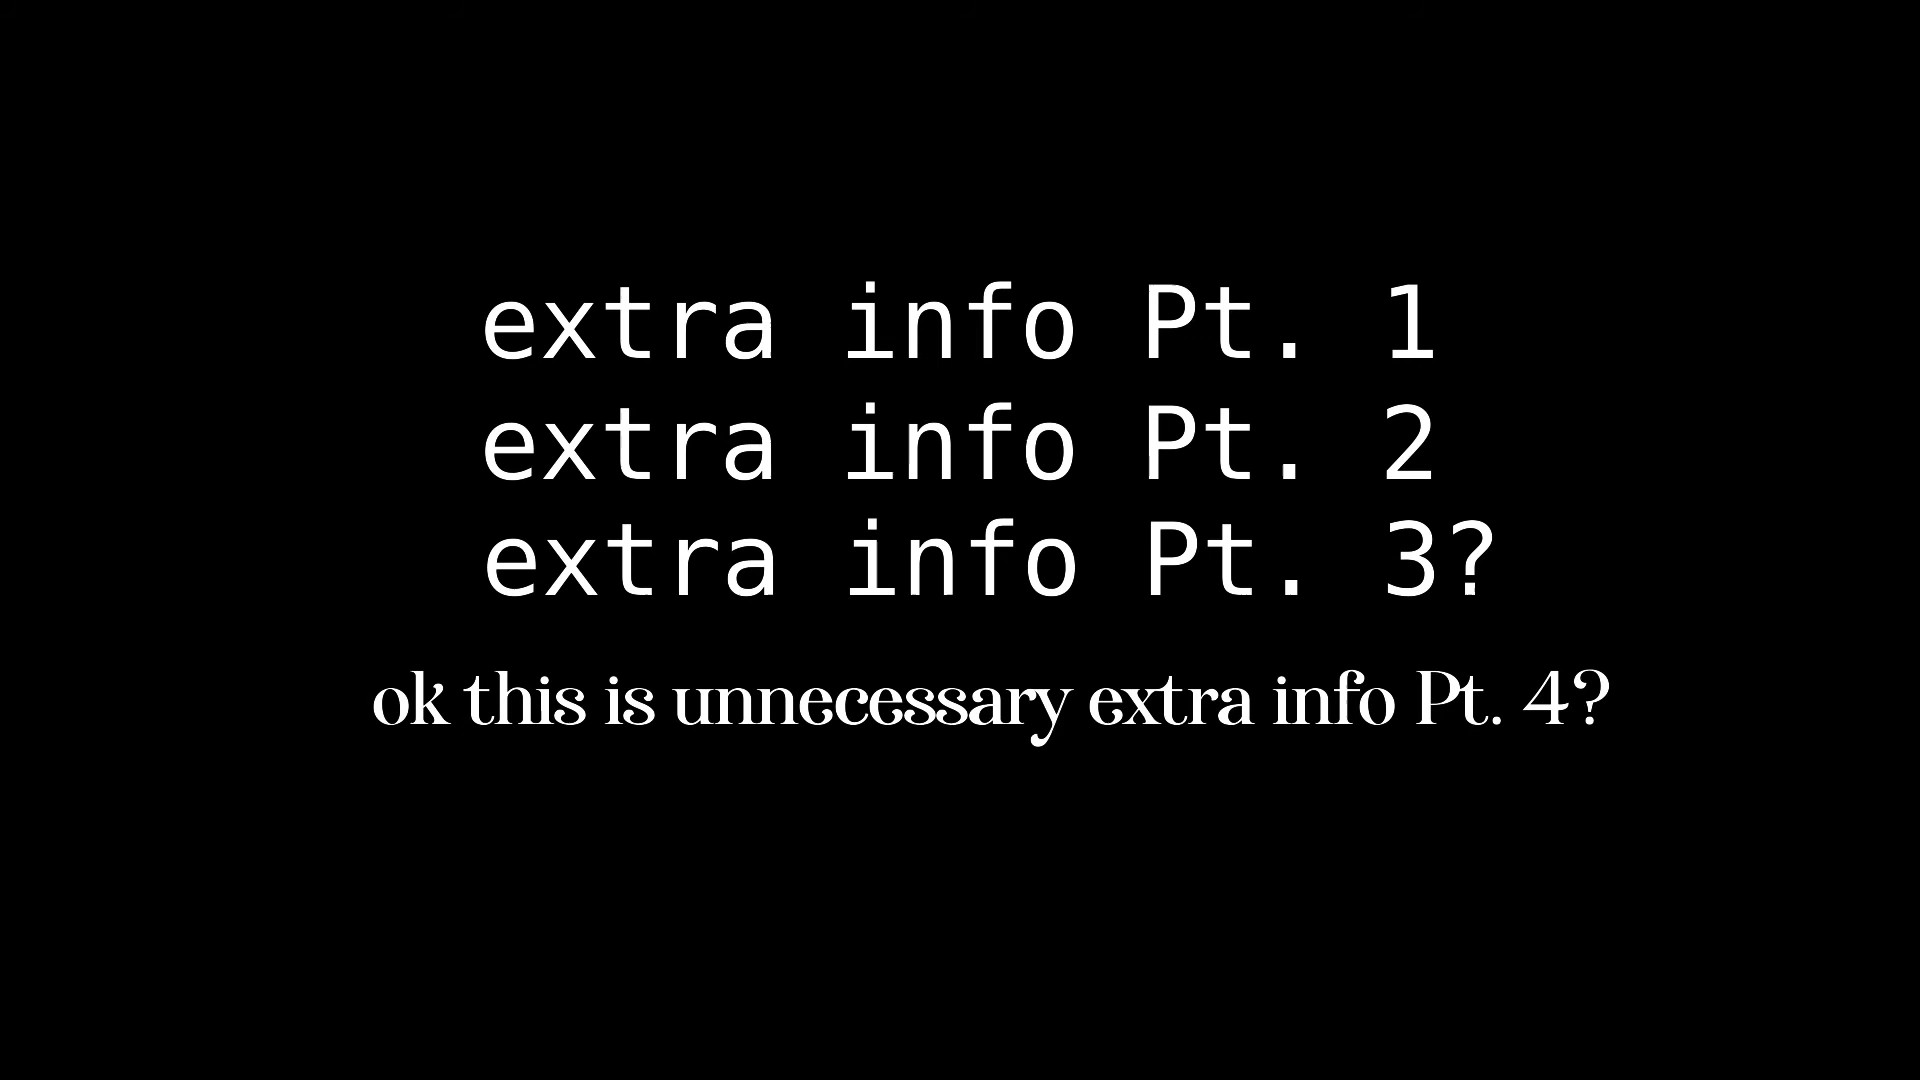 extra info Pt. 1
extra info Pt. 2
extra info Pt. 3?
ok this is unnecessary extra info Pt. 4?